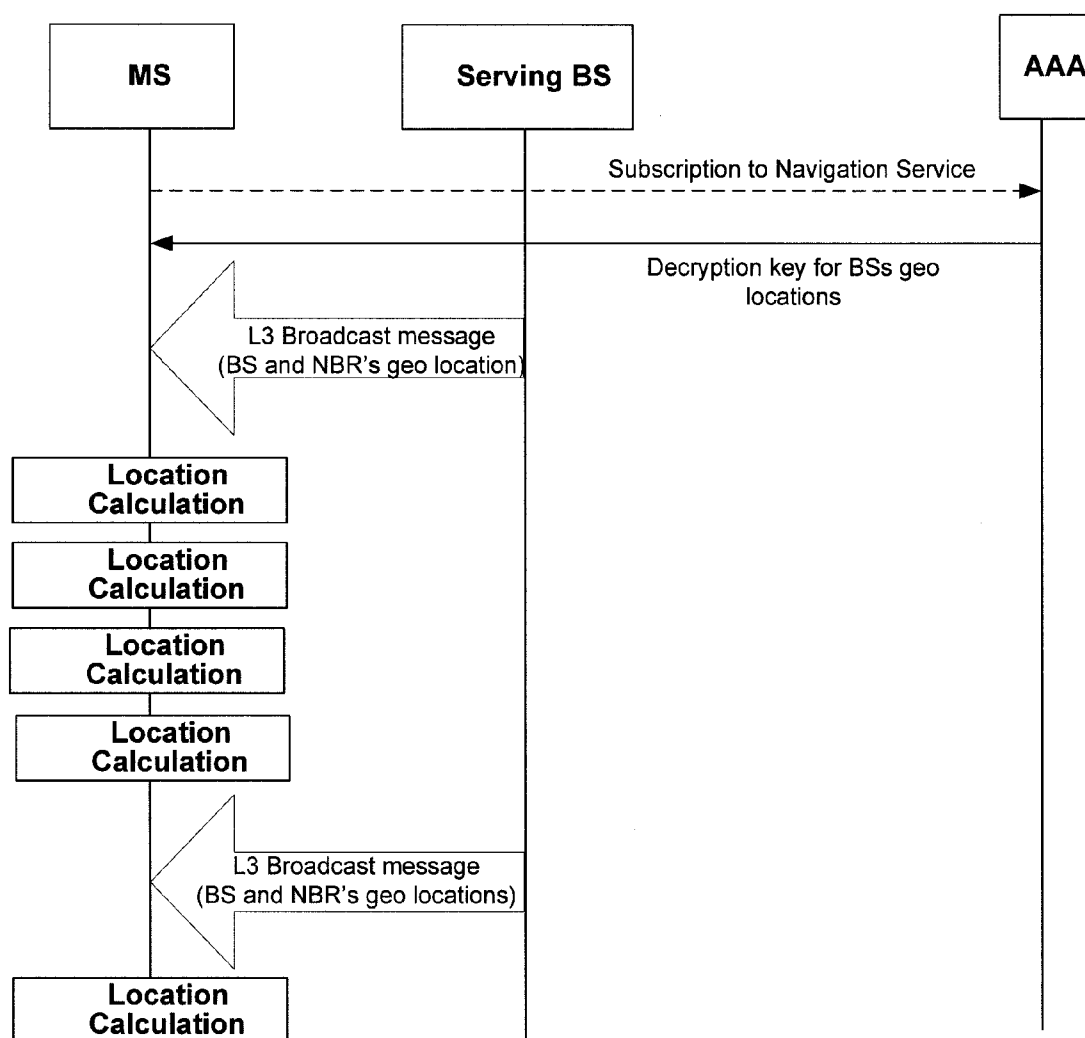 MS
Serving BS
AAA
Subscription to Navigation Service
Decryption key for BSs geo
locations
L3 Broadcast message
(BS and NBR's geo location)
Location
Calculation
Location
Calculation
Location
Calculation
Location
Calculation
L3 Broadcast message
(BS and NBR's geo locations)
Location
Calculation